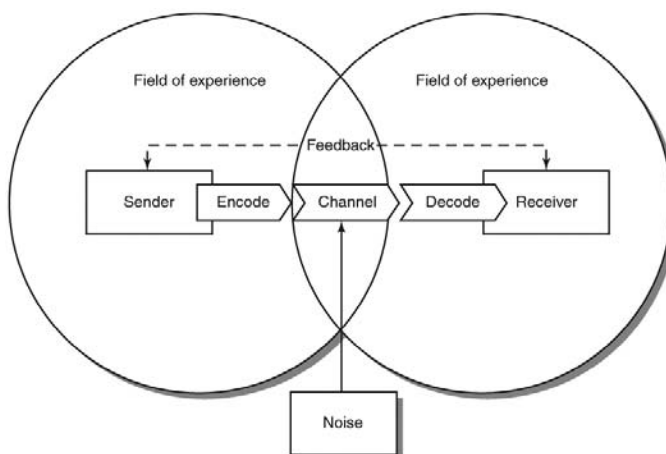 Field of experience
Field of experience
Feedback
Sender
Encode
Channel
Decode
Receiver
Noise